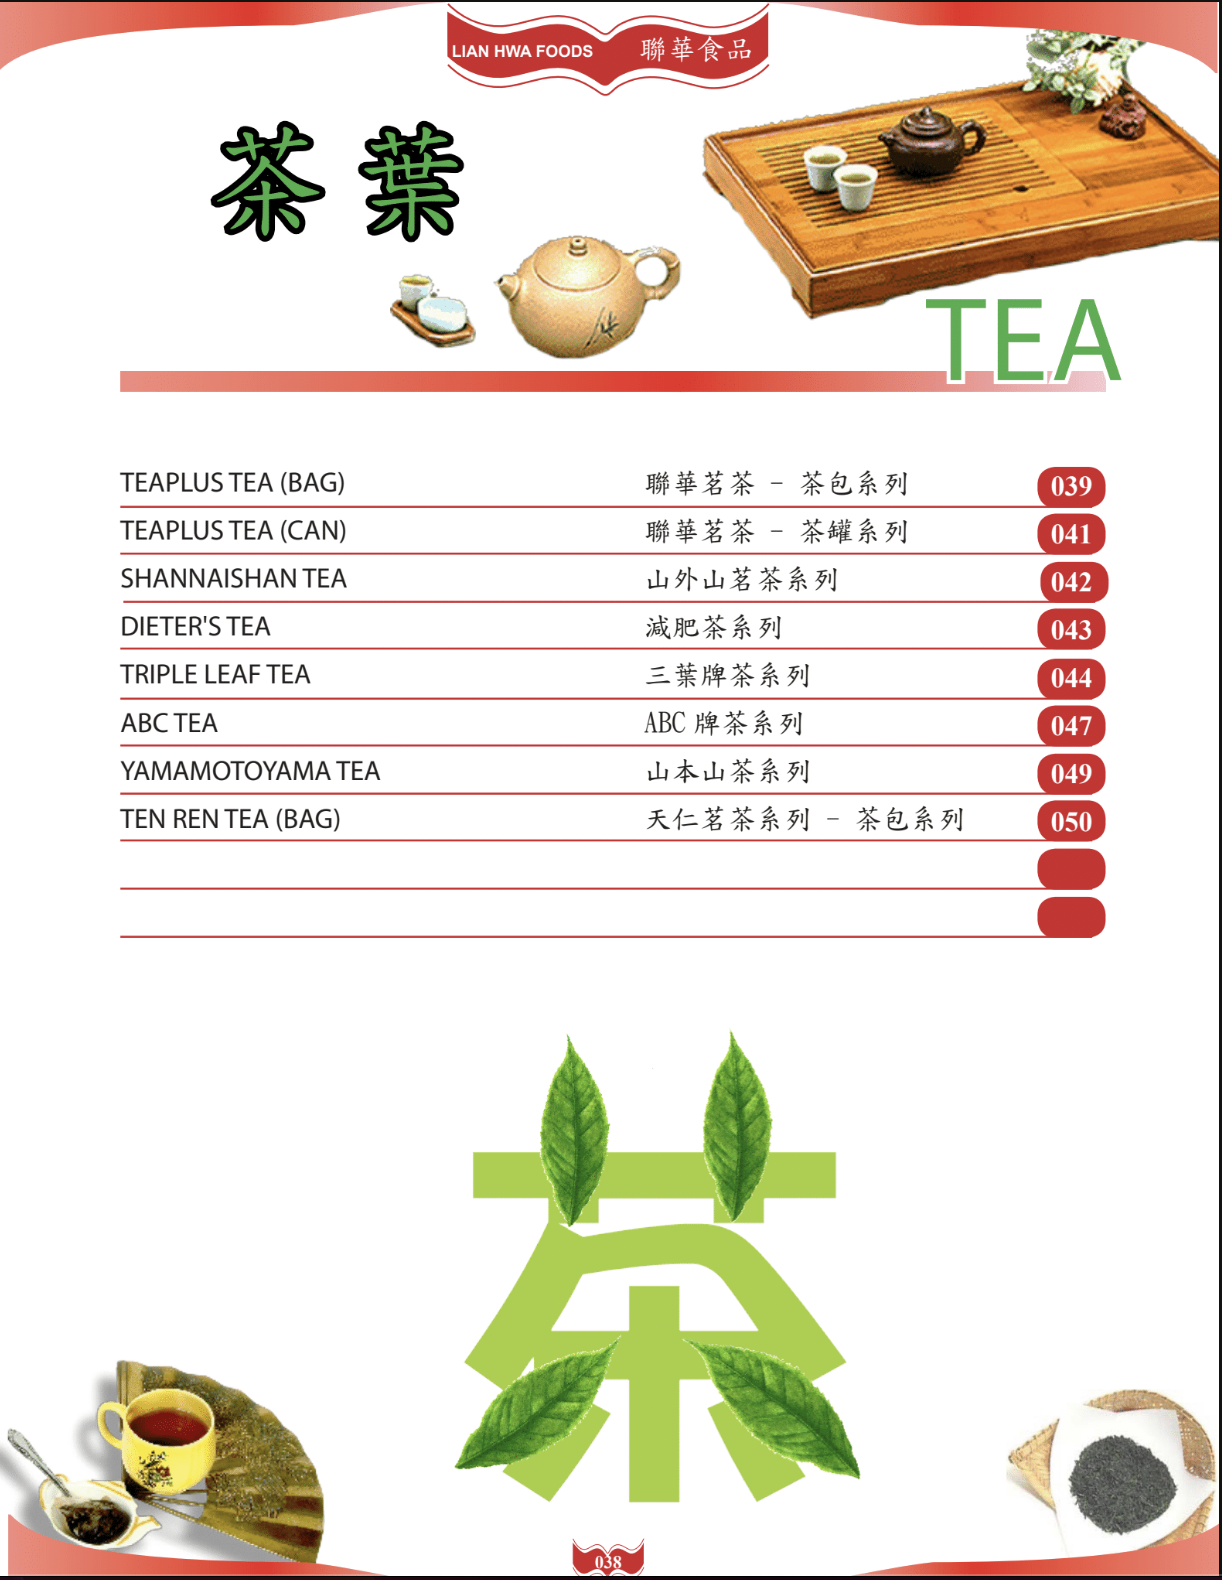 LIAN HWA FOODS 聯華食品
茶葉
TEA
TEAPLUS TEA (BAG) 聯華茗茶 - 茶包系列 039
TEAPLUS TEA (CAN) 聯華茗茶 - 茶罐系列 041
SHANNAISHAN TEA 山外山茗茶系列 042
DIETER'S TEA 減肥茶系列 043
TRIPLE LEAF TEA 三葉牌茶系列 044
ABC TEA ABC 牌茶系列 047
YAMAMOTOYAMA TEA 山本山茶系列 049
TEN REN TEA (BAG) 天仁茗茶系列 - 茶包系列 050
茶
038